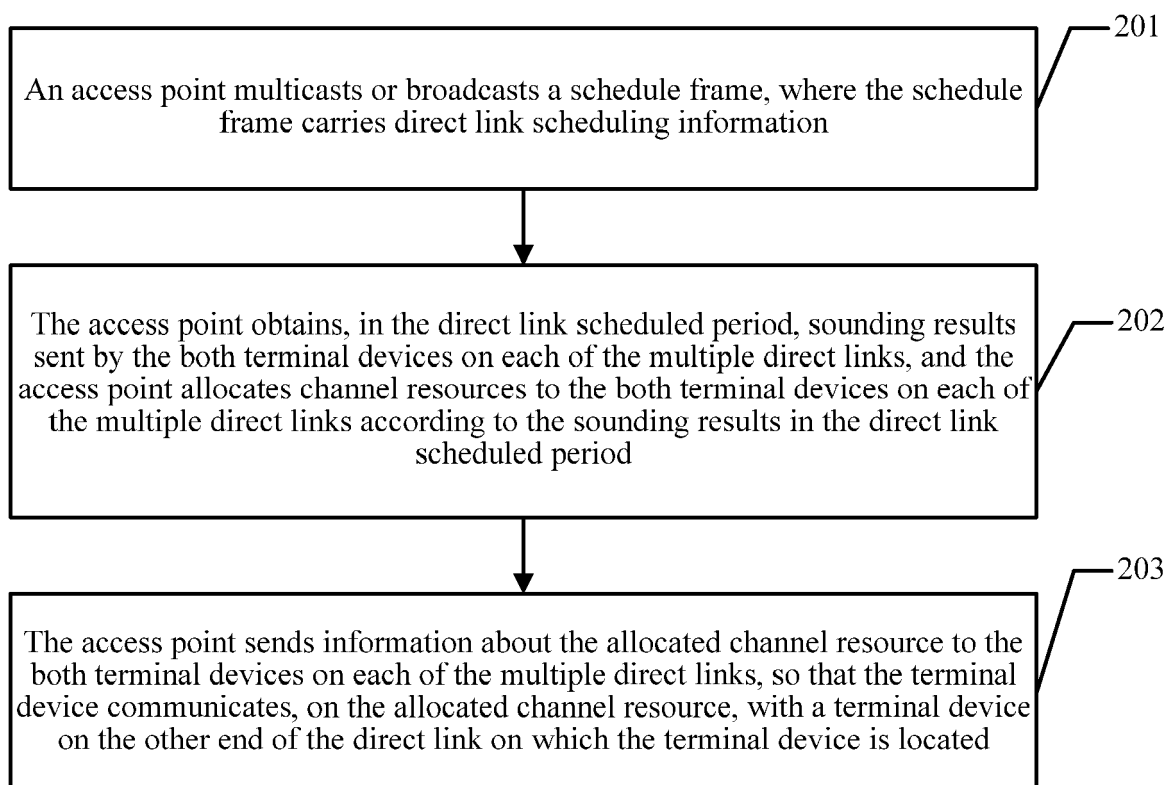 201
An access point multicasts or broadcasts a schedule frame, where the schedule
frame carries direct link scheduling information
202
The access point obtains, in the direct link scheduled period, sounding results
sent by the both terminal devices on each of the multiple direct links, and the
access point allocates channel resources to the both terminal devices on each of
the multiple direct links according to the sounding results in the direct link
scheduled period
203
The access point sends information about the allocated channel resource to the
both terminal devices on each of the multiple direct links, so that the terminal
device communicates, on the allocated channel resource, with a terminal device
on the other end of the direct link on which the terminal device is located